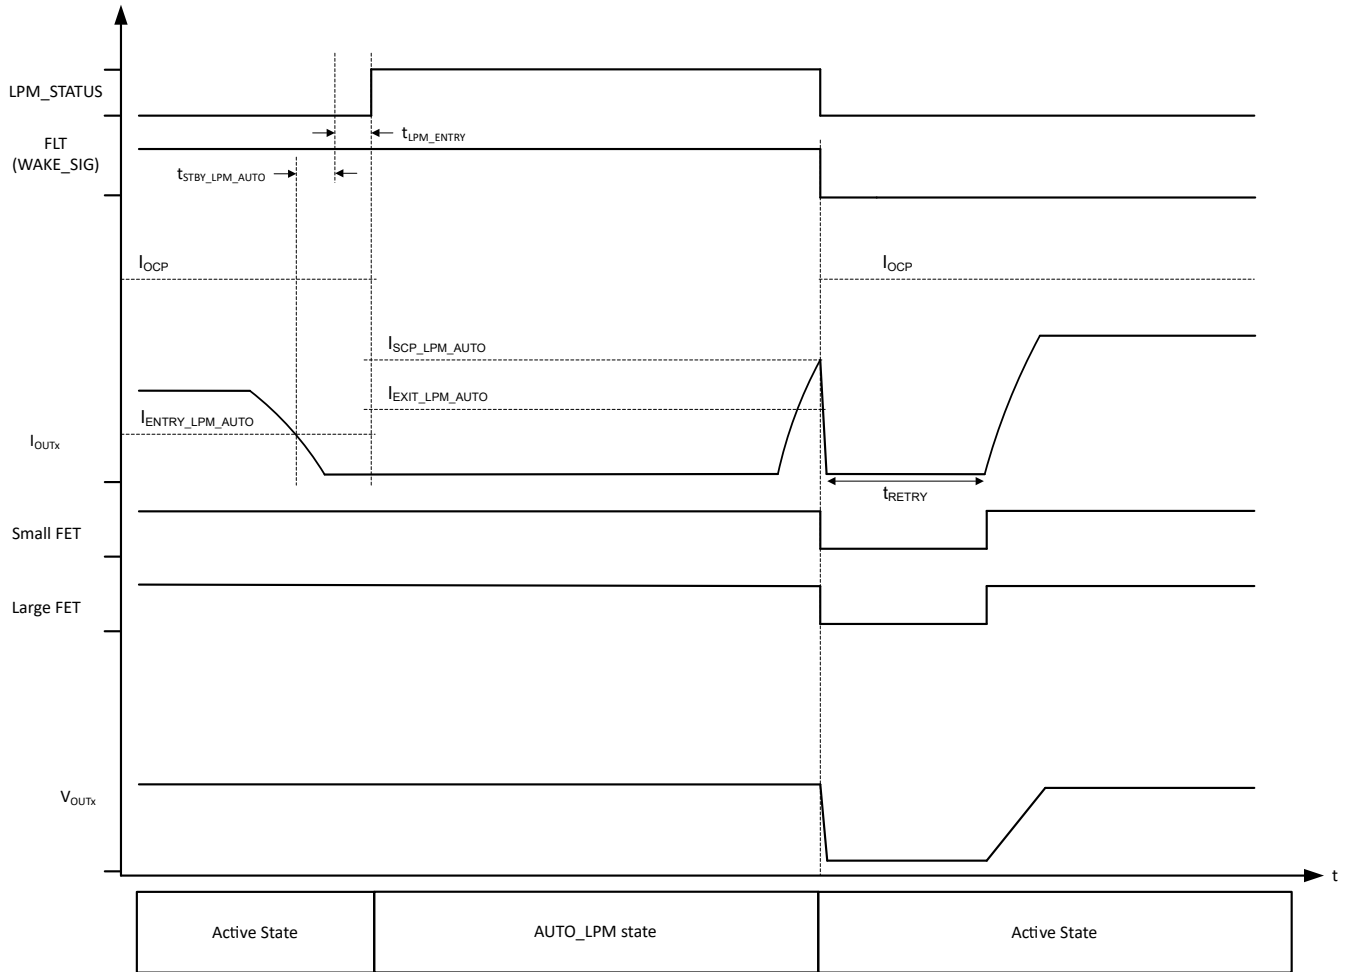 LPM_STATUS
FLT
(WAKE_SIG)
tLPM_ENTRY
tSTBY_LPM_AUTO
IOCP
IOCP
ISCP_LPM_AUTO
IEXIT_LPM_AUTO
IENTRY_LPM_AUTO
IOUTx
tRETRY
Small FET
Large FET
VOUTx
t
Active State
AUTO_LPM state
Active State